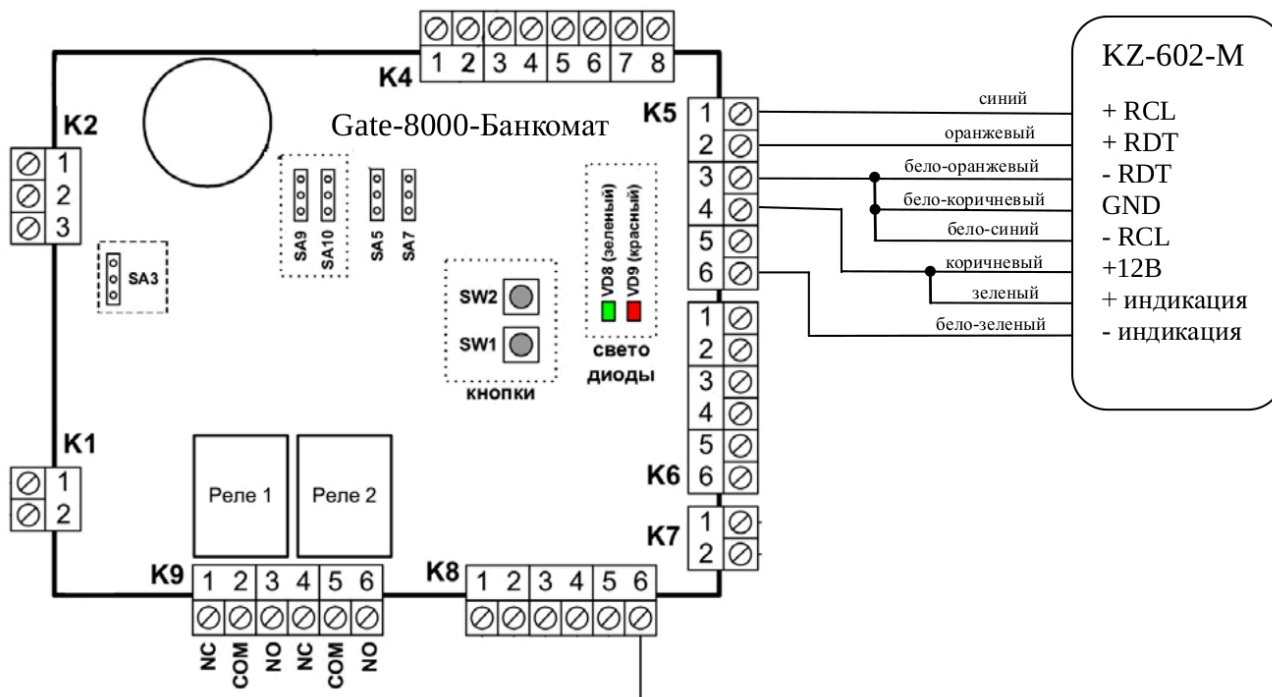 1 2 3 4 5 6 7 8
K4
KZ-602-M
K2
1
2
3
Gate-8000-Банкомат
K5
1
2
3
4
5
6
синий
оранжевый
бело-оранжевый
бело-коричневый
бело-синий
коричневый
зеленый
бело-зеленый
+ RCL
+ RDT
- RDT
GND
- RCL
+12В
+ индикация
- индикация
SA9
SA10
SA5
SA7
SA3
VD8 (зеленый)
VD9 (красный)
свето
диоды
SW2
SW1
кнопки
1
2
3
4
5
6
K6
K1
1
2
Реле 1
Реле 2
K7
1
2
K9
1 2 3 4 5 6
NC
COM
NO
NC
COM
NO
K8
1 2 3 4 5 6